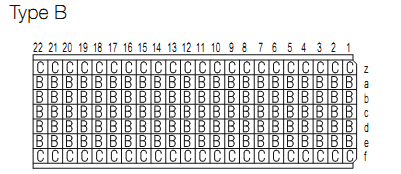 Type B
22 21 20 19 18 17 16 15 14 13 12 11 10 9 8 7 6 5 4 3 2 1
C C C C C C C C C C C C C C C C C C C C C C z
B B B B B B B B B B B B B B B B B B B B B B a
B B B B B B B B B B B B B B B B B B B B B B b
B B B B B B B B B B B B B B B B B B B B B B c
B B B B B B B B B B B B B B B B B B B B B B d
B B B B B B B B B B B B B B B B B B B B B B e
C C C C C C C C C C C C C C C C C C C C C C f